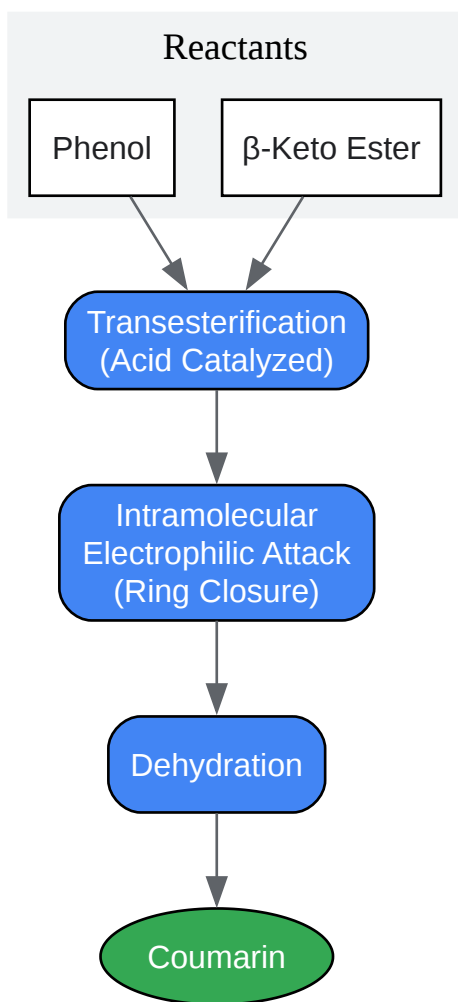 Reactants
Phenol
β-Keto Ester
Transesterification
(Acid Catalyzed)
Intramolecular
Electrophilic Attack
(Ring Closure)
Dehydration
Coumarin